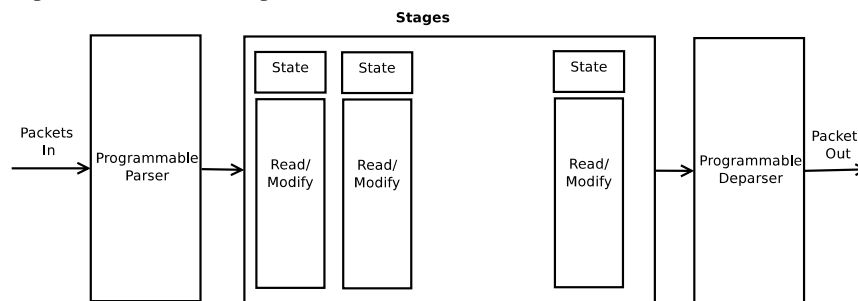 Stages
State
State
State
Packets
In
Programmable
Parser
Read/
Modify
Read/
Modify
Read/
Modify
Programmable
Deparser
Packet
Out